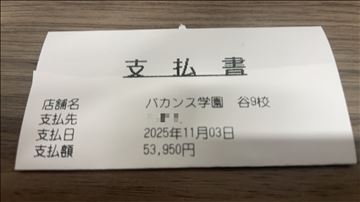 支払書
店舗名 バカンス学園 谷9校
支払先
支払日 2025年11月03日
支払額 53,950円